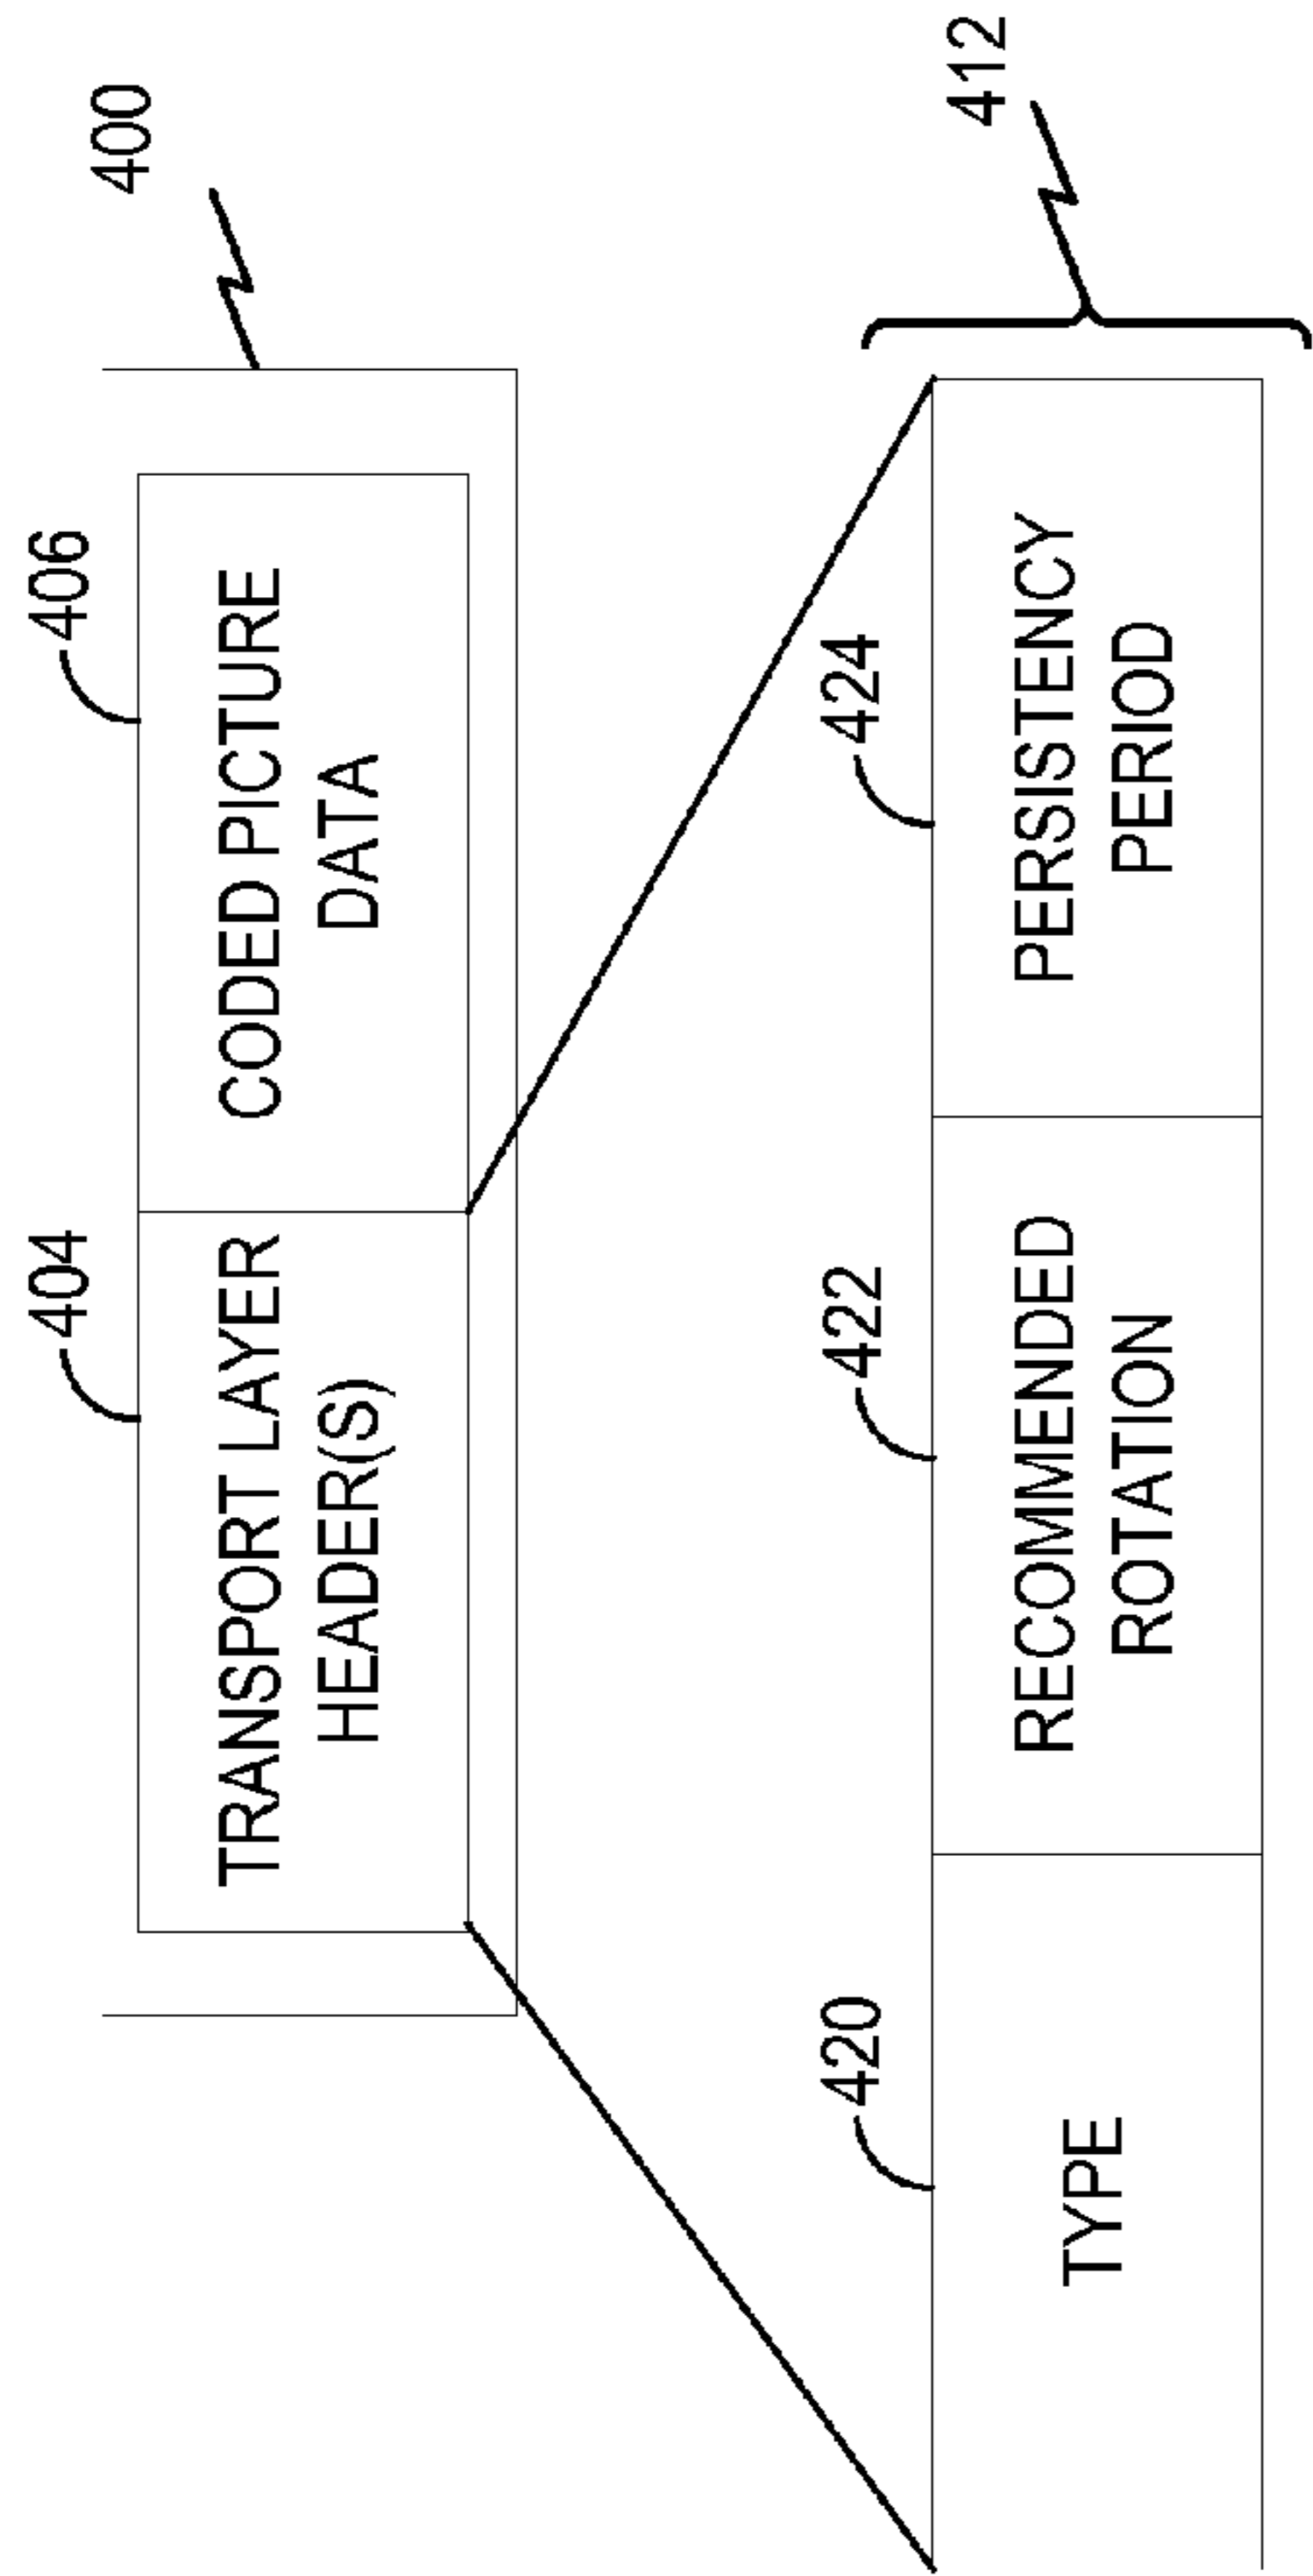 400
404
406
TRANSPORT LAYER
HEADER(S)
CODED PICTURE
DATA
412
420
422
424
TYPE
RECOMMENDED
ROTATION
PERSISTENCY
PERIOD